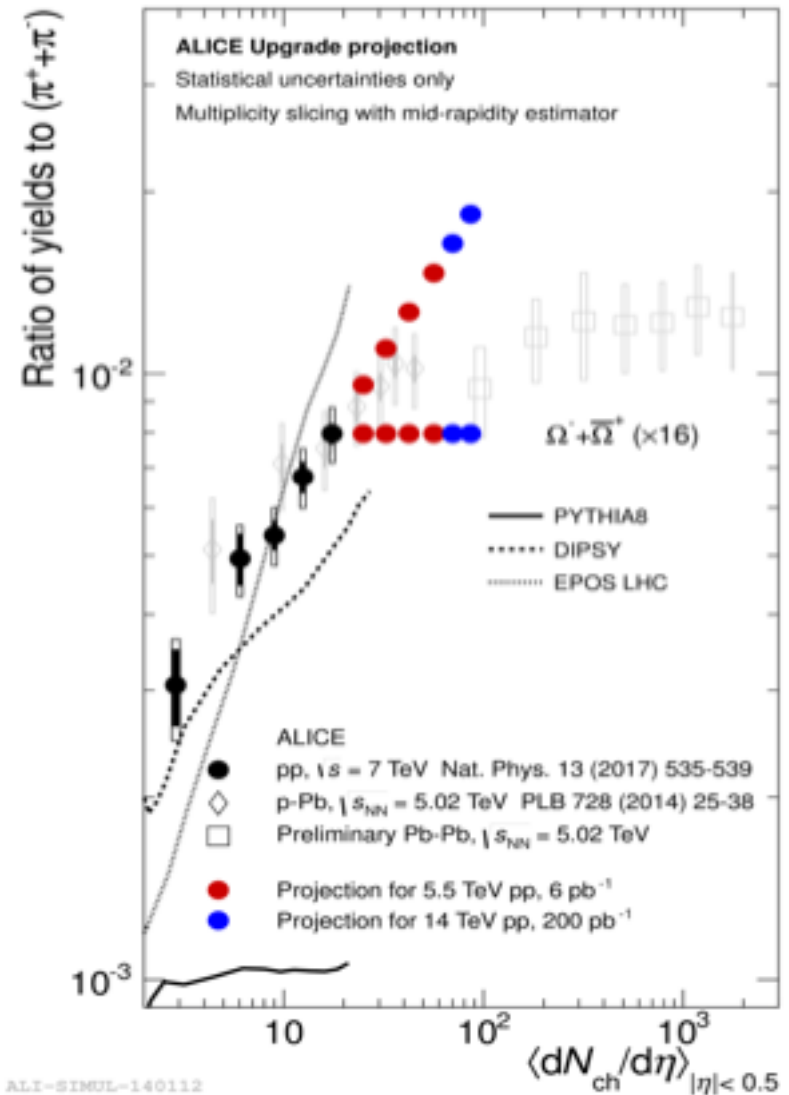 Ratio of yields to (π⁺+π⁻)
ALICE Upgrade projection
Statistical uncertainties only
Multiplicity slicing with mid-rapidity estimator
10⁻²
Ω⁻+Ω̅⁺ (×16)
PYTHIA8
DIPSY
EPOS LHC
ALICE
pp, √s = 7 TeV Nat. Phys. 13 (2017) 535-539
p-Pb, √s_NN = 5.02 TeV PLB 728 (2014) 25-38
Preliminary Pb-Pb, √s_NN = 5.02 TeV
Projection for 5.5 TeV pp, 6 pb⁻¹
Projection for 14 TeV pp, 200 pb⁻¹
10⁻³
10 10² 10³
⟨dN_ch/dη⟩_|η|< 0.5
ALI-SIMUL-140112